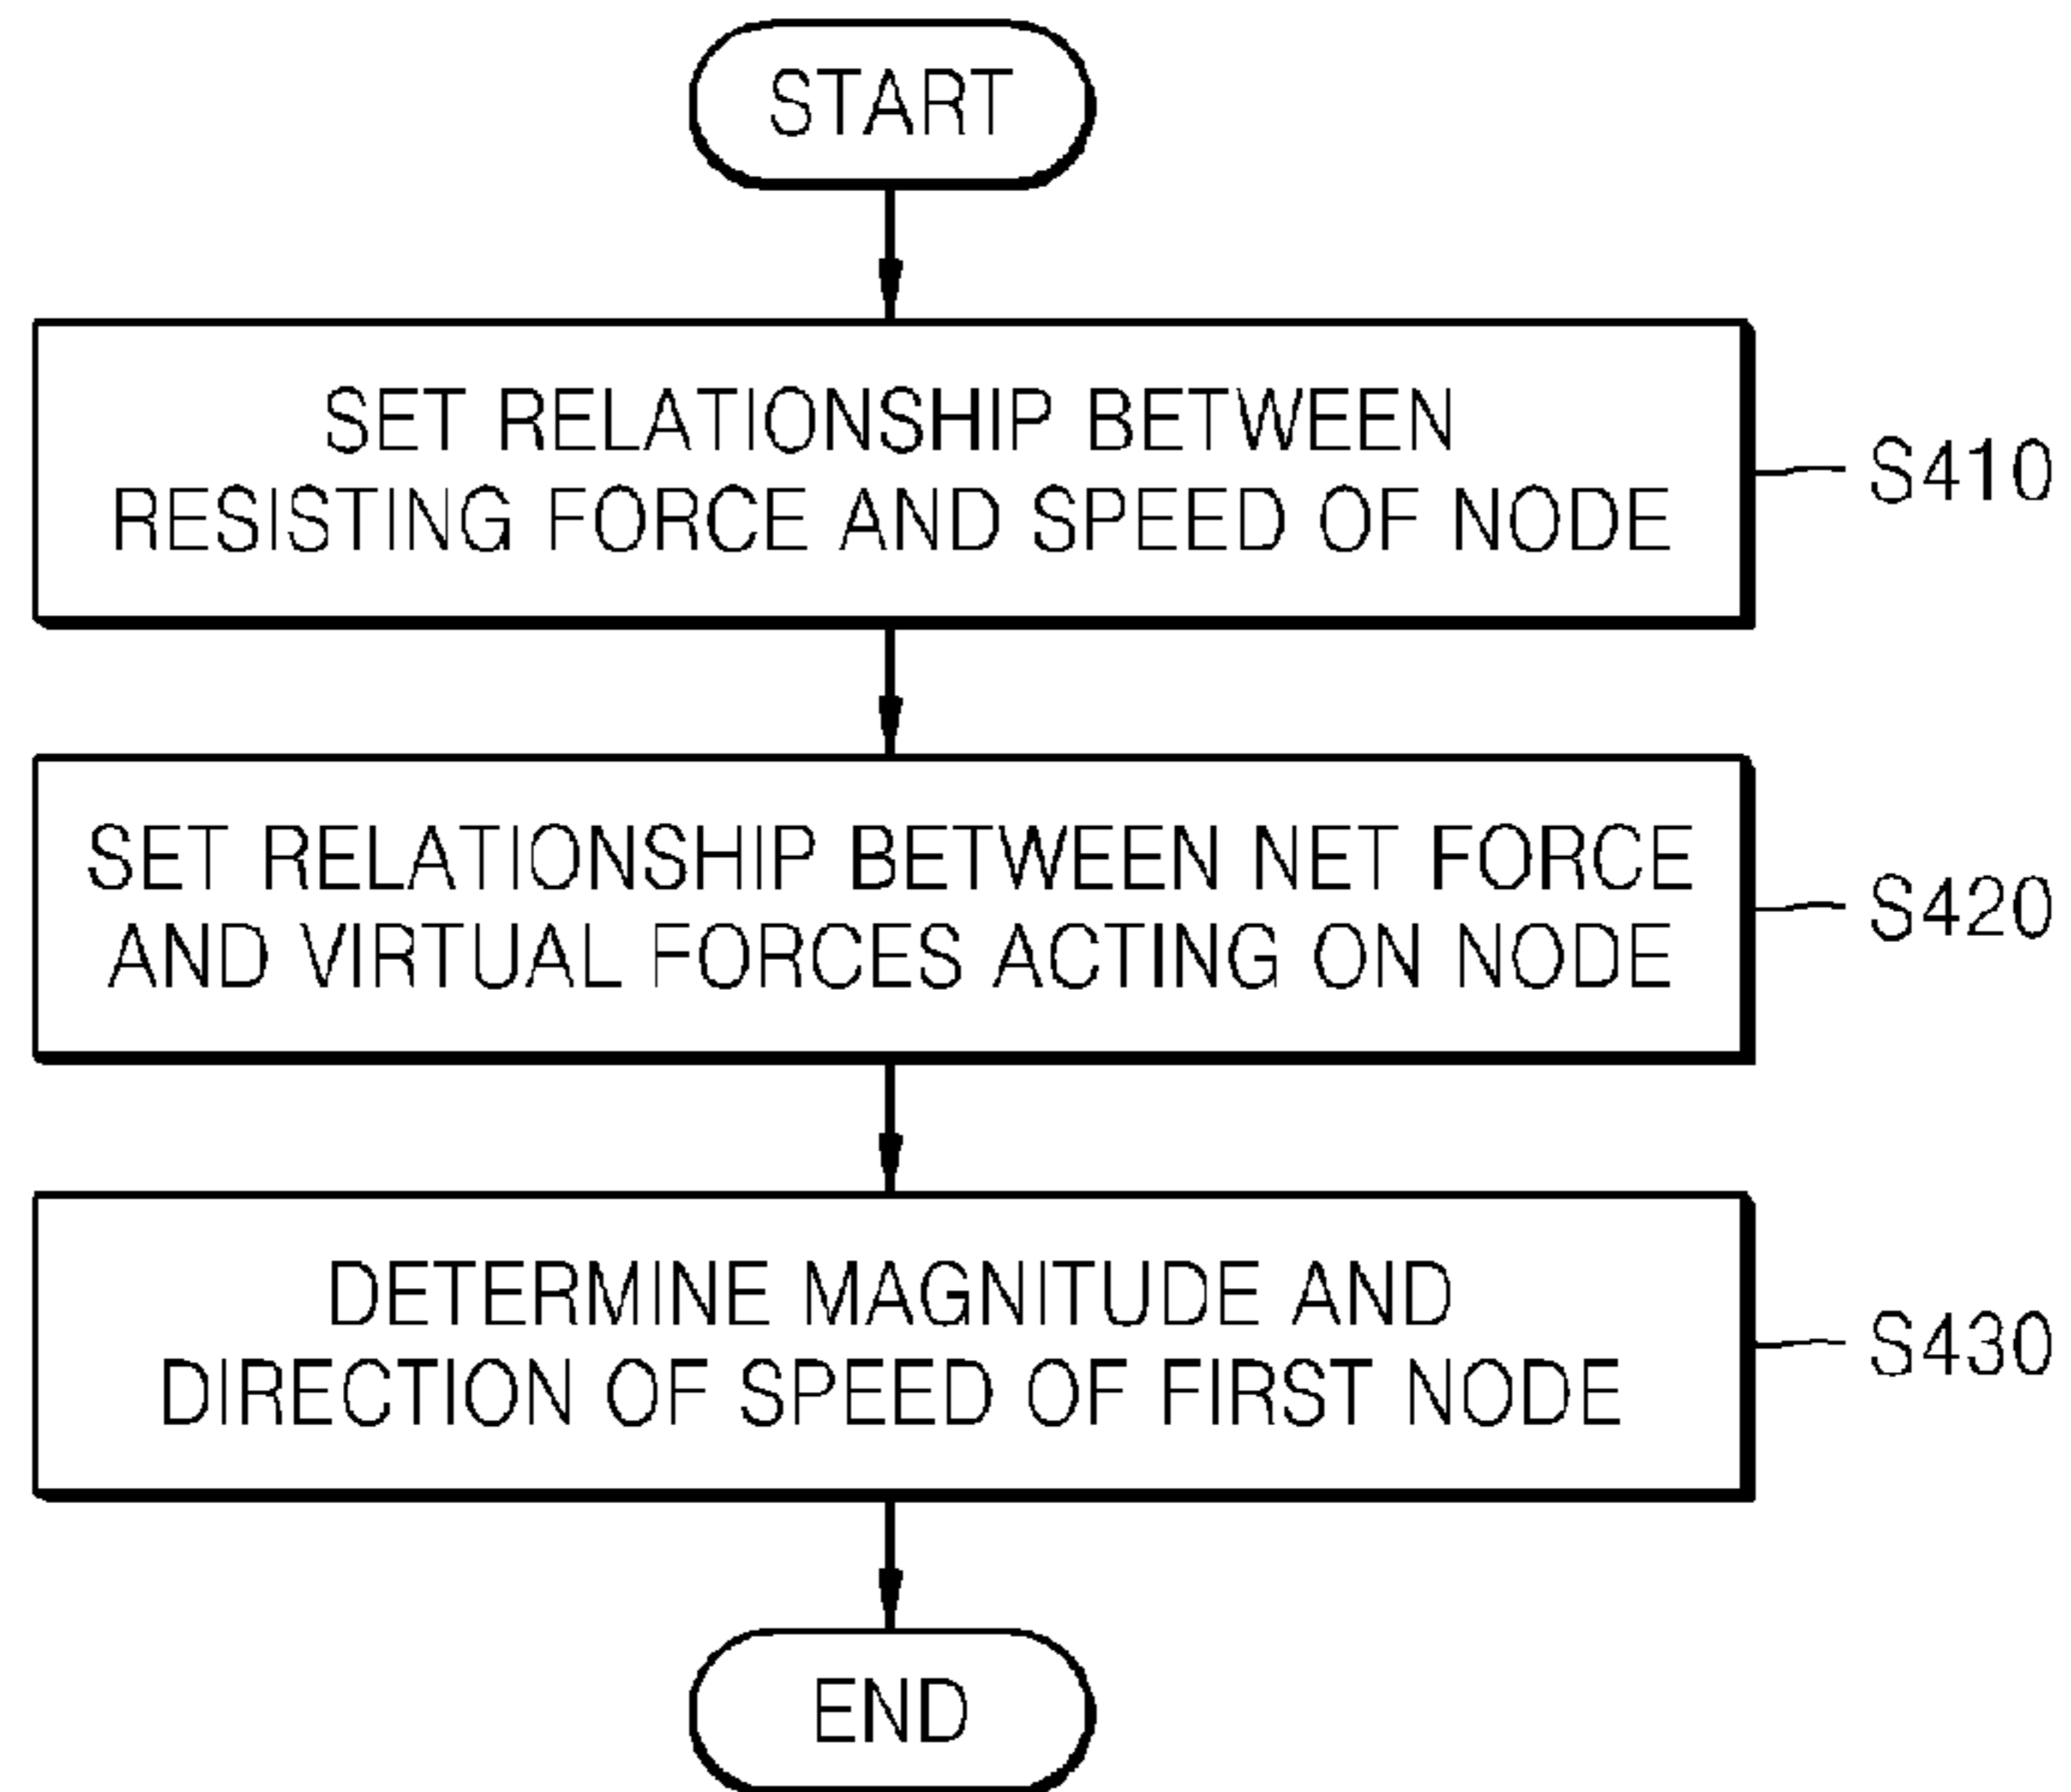 START
SET RELATIONSHIP BETWEEN
RESISTING FORCE AND SPEED OF NODE
S410
SET RELATIONSHIP BETWEEN NET FORCE
AND VIRTUAL FORCES ACTING ON NODE
S420
DETERMINE MAGNITUDE AND
DIRECTION OF SPEED OF FIRST NODE
S430
END